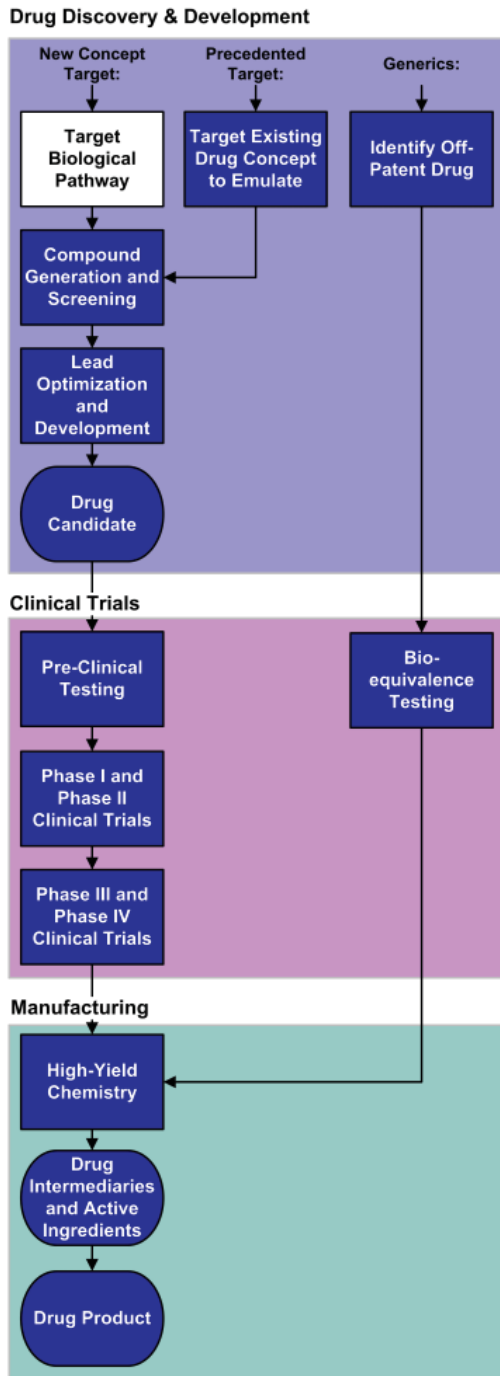 Drug Discovery & Development
New Concept
Target:
Precedented
Target:
Generics:
Target
Biological
Pathway
Target Existing
Drug Concept
to Emulate
Identify Off-
Patent Drug
Compound
Generation and
Screening
Lead
Optimization
and
Development
Drug
Candidate
Clinical Trials
Pre-Clinical
Testing
Bio-
equivalence
Testing
Phase I and
Phase II
Clinical Trials
Phase III and
Phase IV
Clinical Trials
Manufacturing
High-Yield
Chemistry
Drug
Intermediaries
and Active
Ingredients
Drug Product